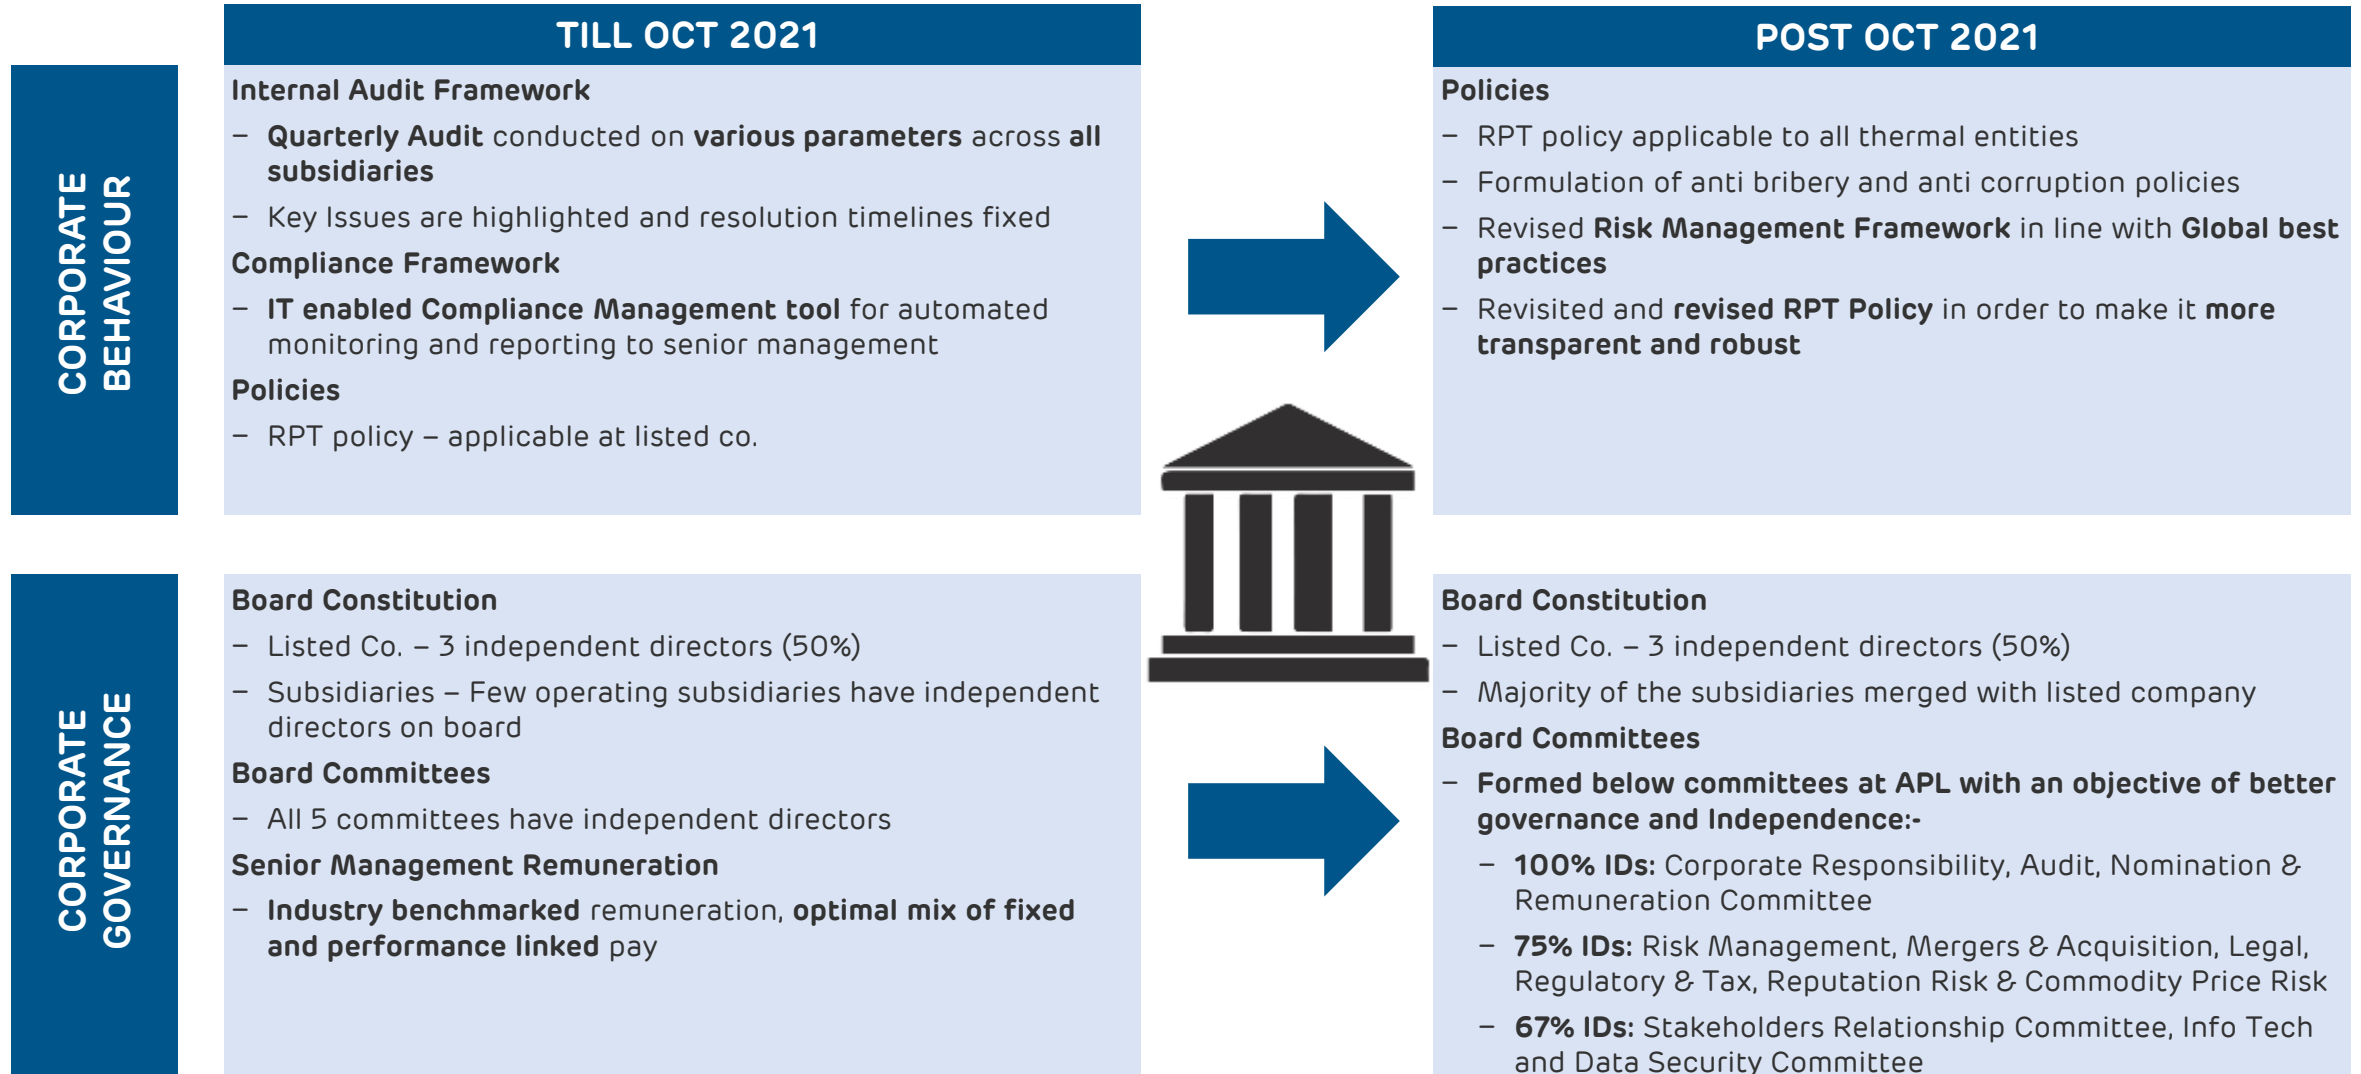 TILL OCT 2021
POST OCT 2021
CORPORATE
BEHAVIOUR
Internal Audit Framework
– Quarterly Audit conducted on various parameters across all
subsidiaries
– Key Issues are highlighted and resolution timelines fixed
Compliance Framework
– IT enabled Compliance Management tool for automated
monitoring and reporting to senior management
Policies
– RPT policy – applicable at listed co.
Policies
– RPT policy applicable to all thermal entities
– Formulation of anti bribery and anti corruption policies
– Revised Risk Management Framework in line with Global best
practices
– Revisited and revised RPT Policy in order to make it more
transparent and robust
CORPORATE
GOVERNANCE
Board Constitution
– Listed Co. – 3 independent directors (50%)
– Subsidiaries – Few operating subsidiaries have independent
directors on board
Board Committees
– All 5 committees have independent directors
Senior Management Remuneration
– Industry benchmarked remuneration, optimal mix of fixed
and performance linked pay
Board Constitution
– Listed Co. – 3 independent directors (50%)
– Majority of the subsidiaries merged with listed company
Board Committees
– Formed below committees at APL with an objective of better
governance and Independence:-
– 100% IDs: Corporate Responsibility, Audit, Nomination &
Remuneration Committee
– 75% IDs: Risk Management, Mergers & Acquisition, Legal,
Regulatory & Tax, Reputation Risk & Commodity Price Risk
– 67% IDs: Stakeholders Relationship Committee, Info Tech
and Data Security Committee